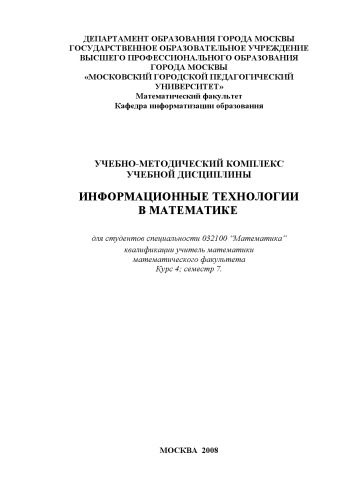 ДЕПАРТАМЕНТ ОБРАЗОВАНИЯ ГОРОДА МОСКВЫ
ГОСУДАРСТВЕННОЕ ОБРАЗОВАТЕЛЬНОЕ УЧРЕЖДЕНИЕ
ВЫСШЕГО ПРОФЕССИОНАЛЬНОГО ОБРАЗОВАНИЯ
ГОРОДА МОСКВЫ
«МОСКОВСКИЙ ГОРОДСКОЙ ПЕДАГОГИЧЕСКИЙ
УНИВЕРСИТЕТ»
Математический факультет
Кафедра информатизации образования
УЧЕБНО-МЕТОДИЧЕСКИЙ КОМПЛЕКС
УЧЕБНОЙ ДИСЦИПЛИНЫ
ИНФОРМАЦИОННЫЕ ТЕХНОЛОГИИ
В МАТЕМАТИКЕ
для студентов специальности 032100 "Математика"
квалификации учитель математики
математического факультета
Курс 4; семестр 7.
МОСКВА 2008